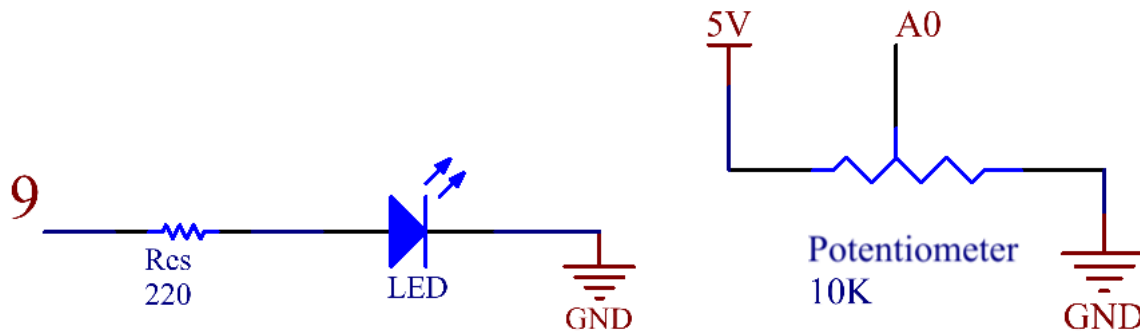 9
Rcs
220
LED
GND
5V
A0
Potentiometer
10K
GND